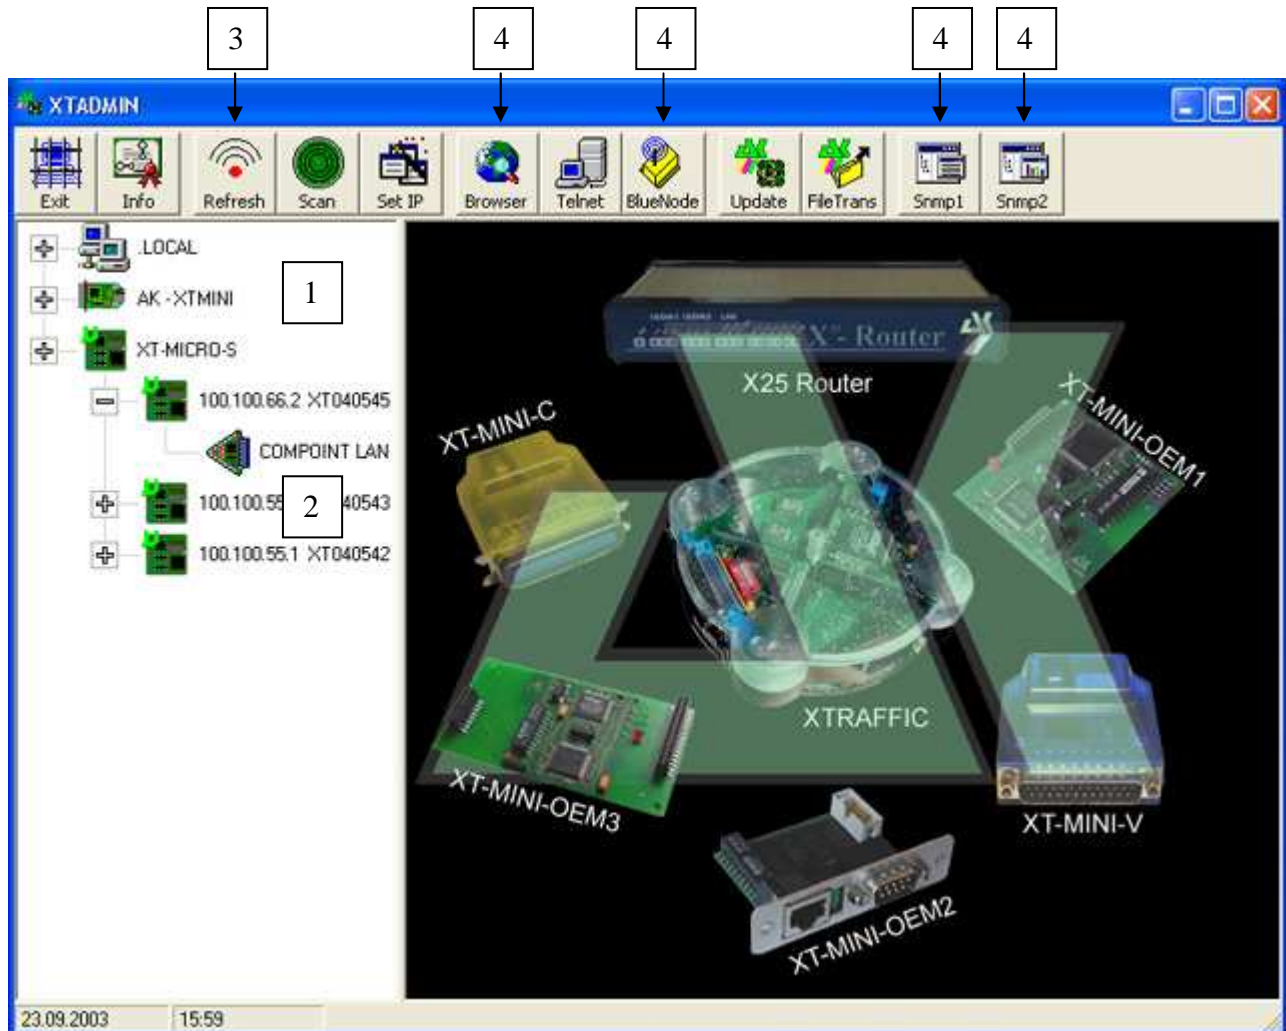 3 4 4 4 4
XTADMIN
Exit Info Refresh Scan Set IP Browser Telnet BlueNode Update FileTrans Snmp1 Snmp2
.LOCAL
1
AK - XTMINI
XT-MICRO-S
100.100.66.2 XT040545
COMPOINT LAN
100.100.55 2 40543
100.100.55.1 XT040542
X - Router
X25 Router
XT-MINI-C
XT-MINI-OEM1
XTRAFFIC
XT-MINI-OEM3
XT-MINI-V
XT-MINI-OEM2
23.09.2003 15:59